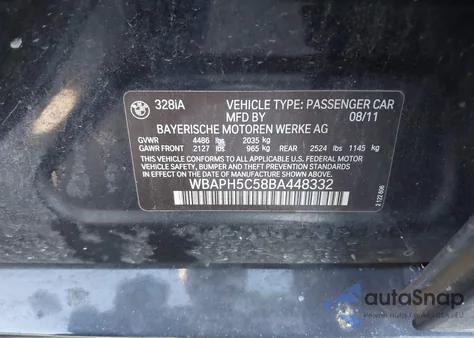 328iA VEHICLE TYPE: PASSENGER CAR
MFD BY 08/11
BAYERISCHE MOTOREN WERKE AG
GVWR 4486 lbs 2035 kg
GAWR FRONT 2127 lbs 965 kg REAR 2524 lbs 1145 kg
THIS VEHICLE CONFORMS TO ALL APPLICABLE FEDERAL MOTOR
VEHICLE SAFETY, BUMPER AND THEFT PREVENTION STANDARDS IN
EFFECT ON THE DATE OF MANUFACTURE SHOWN ABOVE.
WBAPH5C58BA448332
autoSnap